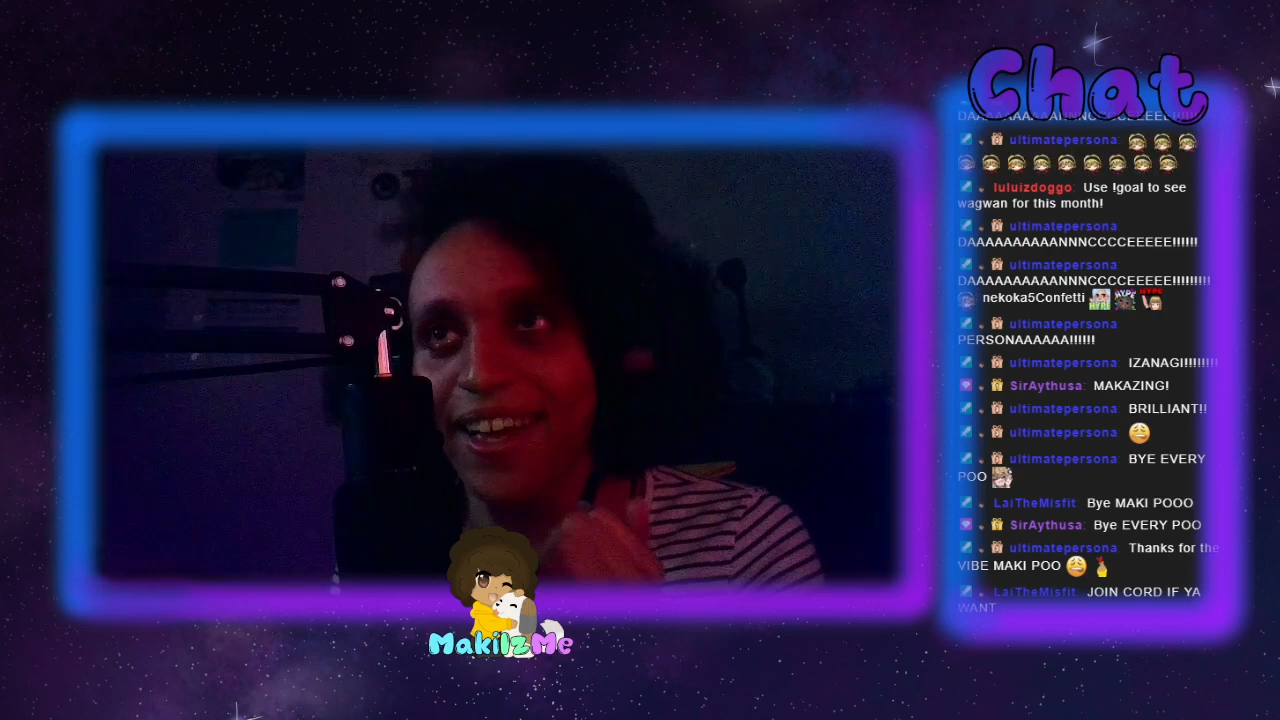 Chat
DAAAAAAAAAANNNCCCCEEEEE!!!!!!
ultimatepersona:
luluizdoggo: Use !goal to see
wagwan for this month!
ultimatepersona:
DAAAAAAAAAANNNCCCCEEEEE!!!!!!
ultimatepersona:
DAAAAAAAAAANNNCCCCEEEEE!!!!!!!!!
nekoka5Confetti
ultimatepersona:
PERSONAAAAAA!!!!!!
ultimatepersona: IZANAGI!!!!!!!!!
SirAythusa: MAKAZING!
ultimatepersona: BRILLIANT!!
ultimatepersona:
ultimatepersona: BYE EVERY
POO
LaiTheMisfit: Bye MAKI POOO
SirAythusa: Bye EVERY POO
ultimatepersona: Thanks for the
VIBE MAKI POO
LaiTheMisfit: JOIN CORD IF YA
WANT
MakiIzMe